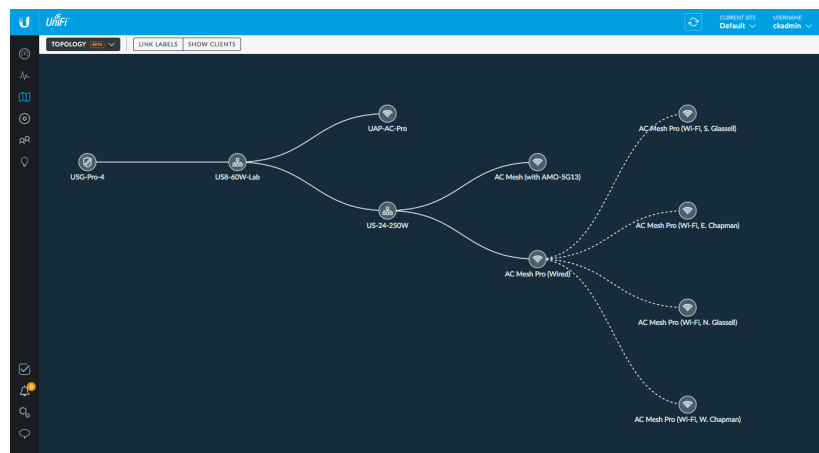 UniFi
CURRENT SITE
Default
USERNAME
ckadmin
TOPOLOGY BETA
LINK LABELS
SHOW CLIENTS
UAP-AC-Pro
AC Mesh Pro (Wi-Fi, S. Glassell)
USG-Pro-4
US8-60W-Lab
AC Mesh (with AMO-5G13)
US-24-250W
AC Mesh Pro (Wi-Fi, E. Chapman)
AC Mesh Pro (Wired)
AC Mesh Pro (Wi-Fi, N. Glassell)
AC Mesh Pro (Wi-Fi, W. Chapman)